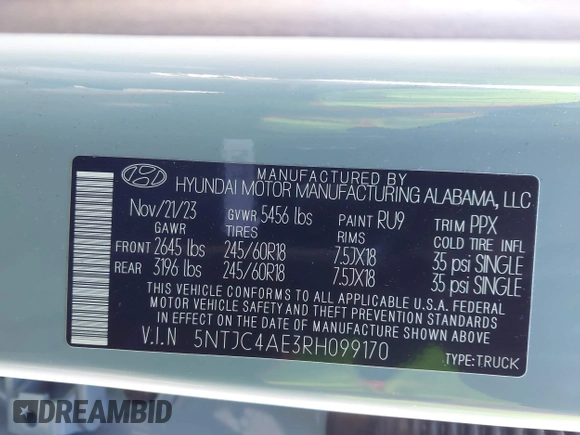 MANUFACTURED BY
HYUNDAI MOTOR MANUFACTURING ALABAMA, LLC
Nov/21/23 GVWR 5456 lbs PAINT RU9 TRIM PPX
GAWR TIRES RIMS COLD TIRE INFL
FRONT 2645 lbs 245/60R18 7.5JX18 35 psi SINGLE
REAR 3196 lbs 245/60R18 7.5JX18 35 psi SINGLE
THIS VEHICLE CONFORMS TO ALL APPLICABLE U.S.A. FEDERAL
MOTOR VEHICLE SAFETY AND THEFT PREVENTION STANDARDS
IN EFFECT ON THE DATE OF MANUFACTURE SHOWN ABOVE.
V.I.N 5NTJC4AE3RH099170 TYPE:TRUCK
DREAMBID